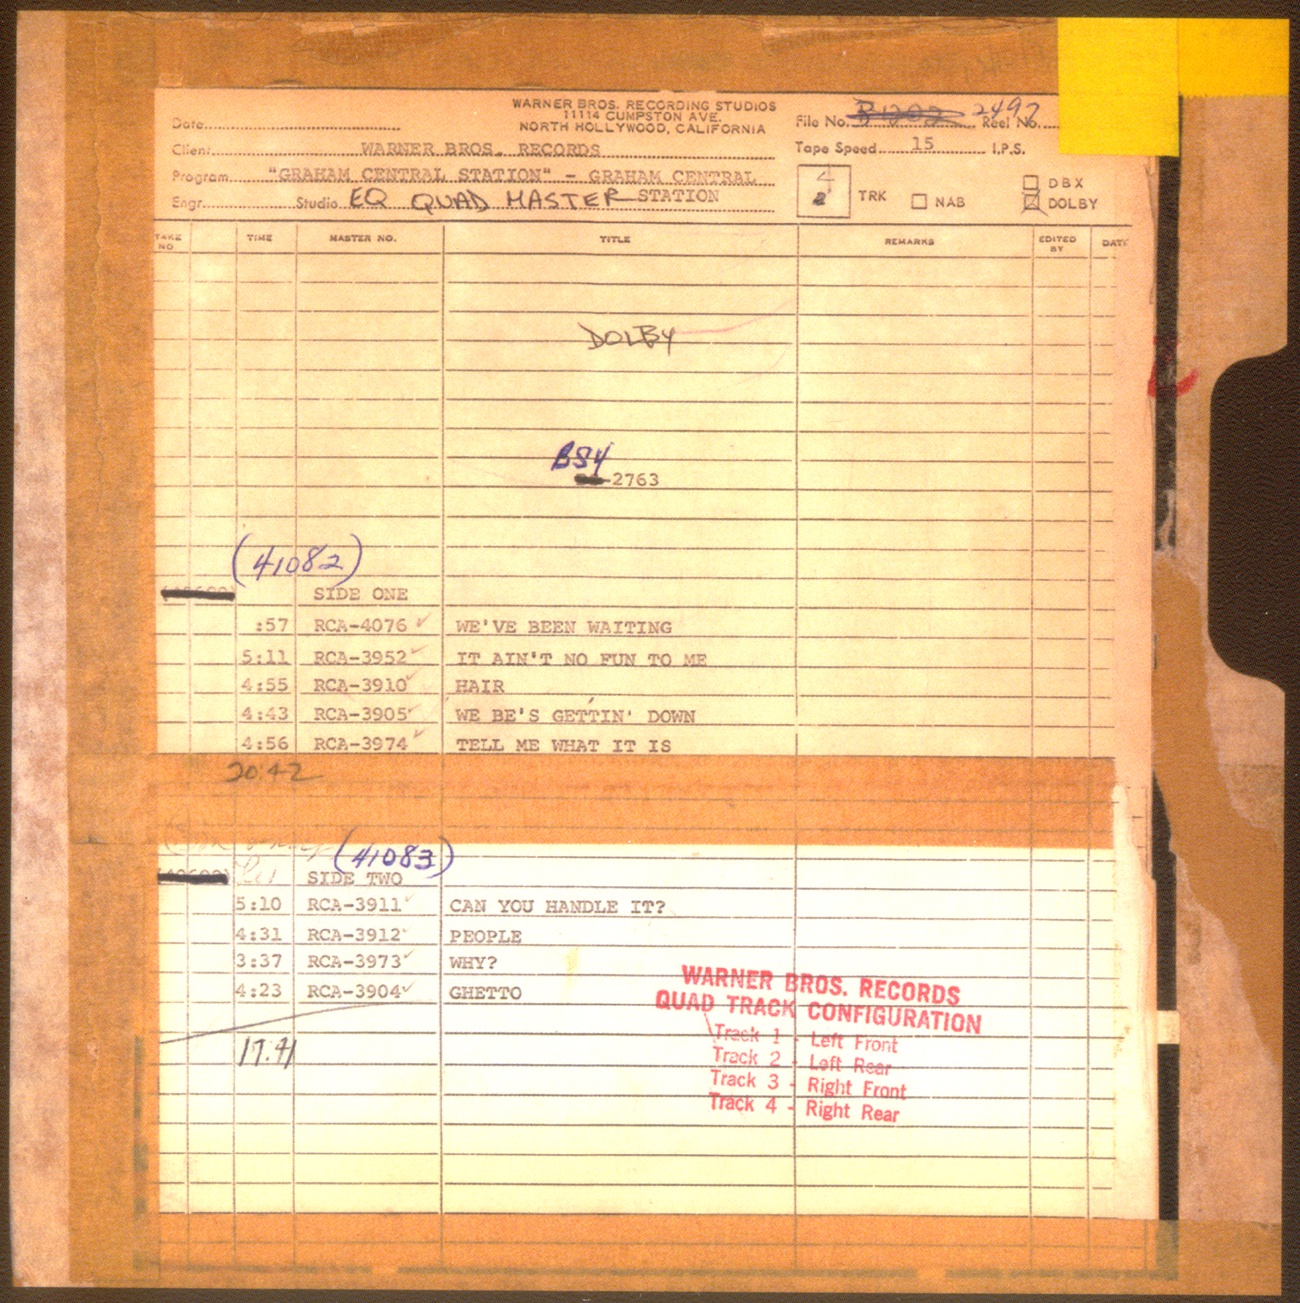 WARNER BROS. RECORDING STUDIOS
11114 CUMPSTON AVE.
NORTH HOLLYWOOD, CALIFORNIA
Date
File No. 2497 Reel No.
Client WARNER BROS. RECORDS
Tape Speed 15 I.P.S.
Program "GRAHAM CENTRAL STATION" - GRAHAM CENTRAL STATION
Engr. Studio EQ QUAD MASTER
4 TRK NAB DBX
DOLBY
TAKE NO TIME MASTER NO. TITLE REMARKS EDITED BY DATE
DOLBY
BS4
-2763
(41082)
SIDE ONE
:57 RCA-4076 WE'VE BEEN WAITING
5:11 RCA-3952 IT AIN'T NO FUN TO ME
4:55 RCA-3910 HAIR
4:43 RCA-3905 WE BE'S GETTIN' DOWN
4:56 RCA-3974 TELL ME WHAT IT IS
20:42
(41083)
SIDE TWO
5:10 RCA-3911 CAN YOU HANDLE IT?
4:31 RCA-3912 PEOPLE
3:37 RCA-3973 WHY?
4:23 RCA-3904 GHETTO
17.41
WARNER BROS. RECORDS
QUAD TRACK CONFIGURATION
Track 1 - Left Front
Track 2 - Left Rear
Track 3 - Right Front
Track 4 - Right Rear